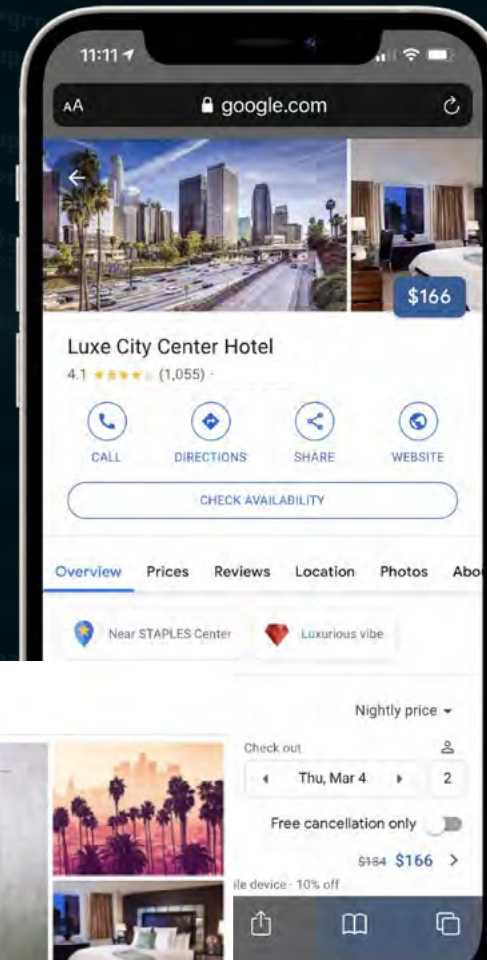 11:11
AA google.com
$166
Luxe City Center Hotel
4.1 (1,055) ·
CALL DIRECTIONS SHARE WEBSITE
CHECK AVAILABILITY
Overview Prices Reviews Location Photos Abo
Near STAPLES Center Luxurious vibe
Nightly price
Check out
Thu, Mar 4 2
Free cancellation only
$184 $166
ile device · 10% off